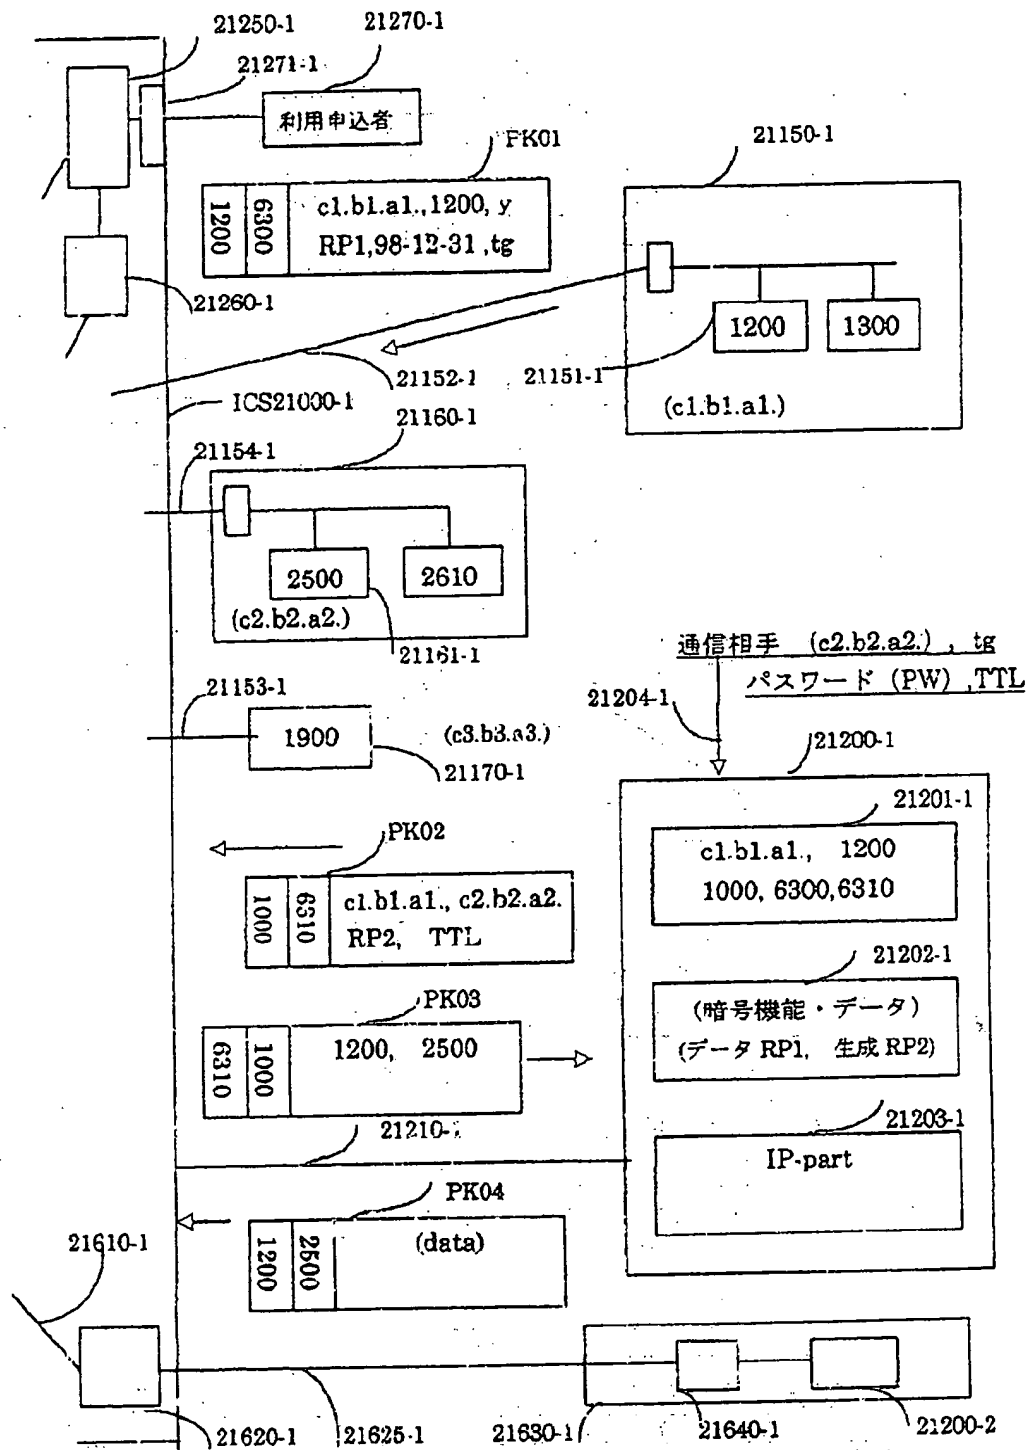 21250-1
21270-1
21271-1
利用申込者
PK01
21150-1
1200
6300
c1.b1.a1.,1200, y
RP1,98-12-31 ,tg
21260-1
1200
1300
21152-1
21151-1
(c1.b1.a1.)
ICS21000-1
21160-1
21154-1
2500
2610
(c2.b2.a2.)
21161-1
通信相手 (c2.b2.a2.) , tg
パスワード (PW) ,TTL
21153-1
21204-1
1900
(c3.b3.a3.)
21170-1
21200-1
21201-1
c1.b1.a1., 1200
1000, 6300,6310
PK02
1000
6310
c1.b1.a1., c2.b2.a2.
RP2, TTL
21202-1
(暗号機能・データ)
(データ RP1, 生成 RP2)
PK03
6310
1000
1200, 2500
21203-1
IP-part
21210-1
PK04
1200
2500
(data)
21610-1
21620-1
21625-1
21630-1
21640-1
21200-2